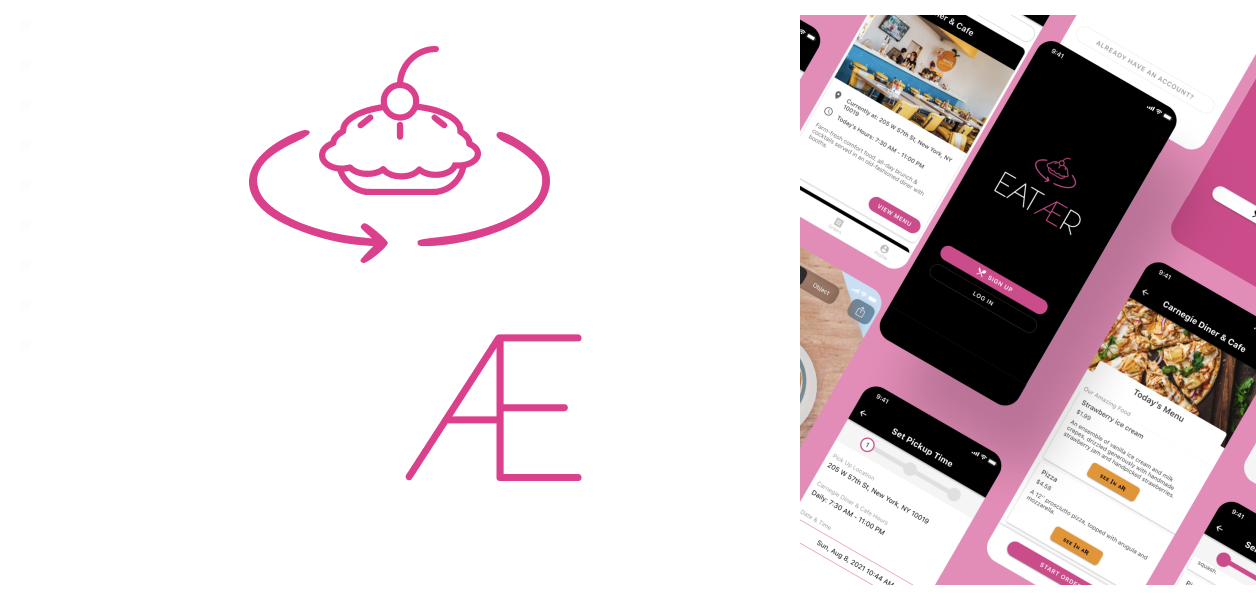 Æ
& Cafe
Currently at: 205 W 57th St, New York, NY
10019
Today's Hours: 7:30 AM - 11:00 PM
Farm-fresh comfort food, all-day brunch &
cocktails served in an old-fashioned diner with
booths.
VIEW MENU
Orders
Profile
ALREADY HAVE AN ACCOUNT?
9:41
EATÆR
SIGN UP
LOG IN
Object
9:41
Carnegie Diner & Cafe
Today's Menu
Our Amazing Food
Strawberry ice cream
$1.99
An ensemble of vanilla ice cream and milk
crepes, drizzled generously with handmade
strawberry jam and handpicked strawberries.
SEE IN AR
Pizza
$4.58
A 12" prosciutto pizza, topped with arugula and
mozzarella.
SEE IN AR
START ORDER
9:41
Set Pickup Time
1
Pick Up Location
205 W 57th St, New York, NY 10019
Carnegie Diner & Cafe Hours
Daily: 7:30 AM - 11:00 PM
Date & Time
Sun, Aug 8, 2021 10:44 AM
9:41
Se
squash.